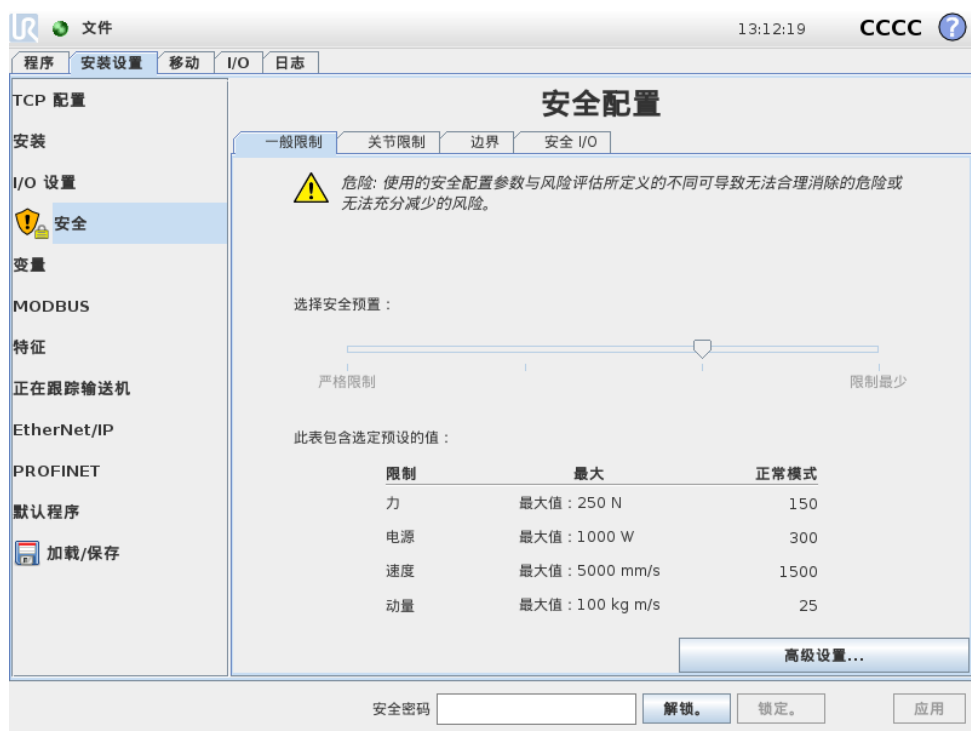 UR 文件 13:12:19 CCCC ?
程序 安装设置 移动 I/O 日志
TCP 配置
安装
I/O 设置
安全
变量
MODBUS
特征
正在跟踪输送机
EtherNet/IP
PROFINET
默认程序
加载/保存
安全配置
一般限制 关节限制 边界 安全 I/O
危险: 使用的安全配置参数与风险评估所定义的不同可导致无法合理消除的危险或
无法充分减少的风险。
选择安全预置：
严格限制 限制最少
此表包含选定预设的值：
限制 最大 正常模式
力 最大值：250 N 150
电源 最大值：1000 W 300
速度 最大值：5000 mm/s 1500
动量 最大值：100 kg m/s 25
高级设置...
安全密码 解锁。 锁定。 应用